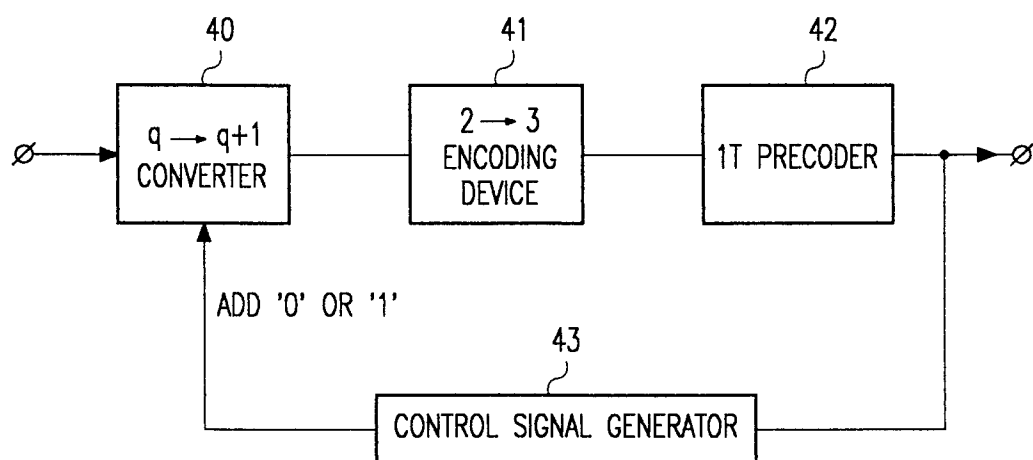 40
41
42
q → q+1
CONVERTER
2 → 3
ENCODING
DEVICE
1T PRECODER
ADD '0' OR '1'
43
CONTROL SIGNAL GENERATOR